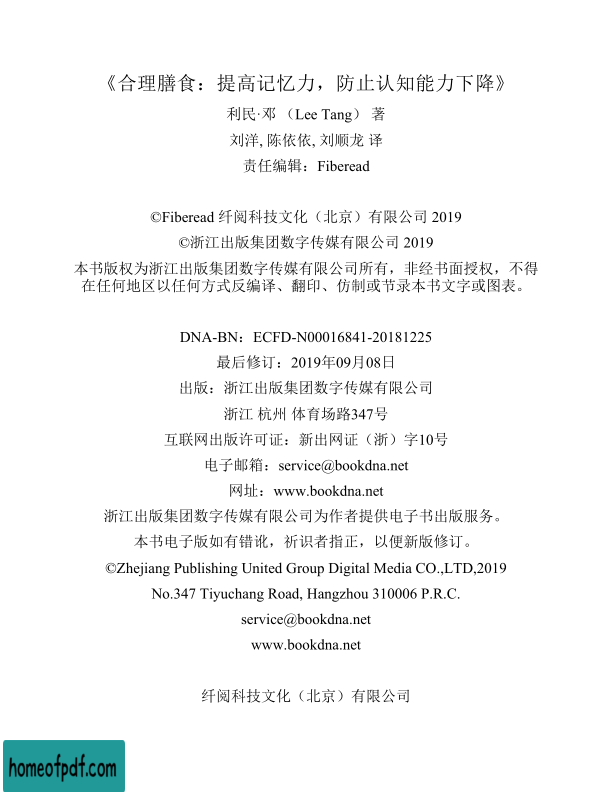 《合理膳食：提高记忆力，防止认知能力下降》
利民·邓 （Lee Tang） 著
刘洋, 陈依依, 刘顺龙 译
责任编辑：Fiberead
©Fiberead 纤阅科技文化（北京）有限公司 2019
©浙江出版集团数字传媒有限公司 2019
本书版权为浙江出版集团数字传媒有限公司所有，非经书面授权，不得
在任何地区以任何方式反编译、翻印、仿制或节录本书文字或图表。
DNA-BN：ECFD-N00016841-20181225
最后修订：2019年09月08日
出版：浙江出版集团数字传媒有限公司
浙江 杭州 体育场路347号
互联网出版许可证：新出网证（浙）字10号
电子邮箱：service@bookdna.net
网址：www.bookdna.net
浙江出版集团数字传媒有限公司为作者提供电子书出版服务。
本书电子版如有错讹，祈识者指正，以便新版修订。
©Zhejiang Publishing United Group Digital Media CO.,LTD,2019
No.347 Tiyuchang Road, Hangzhou 310006 P.R.C.
service@bookdna.net
www.bookdna.net
纤阅科技文化（北京）有限公司
homeofpdf.com